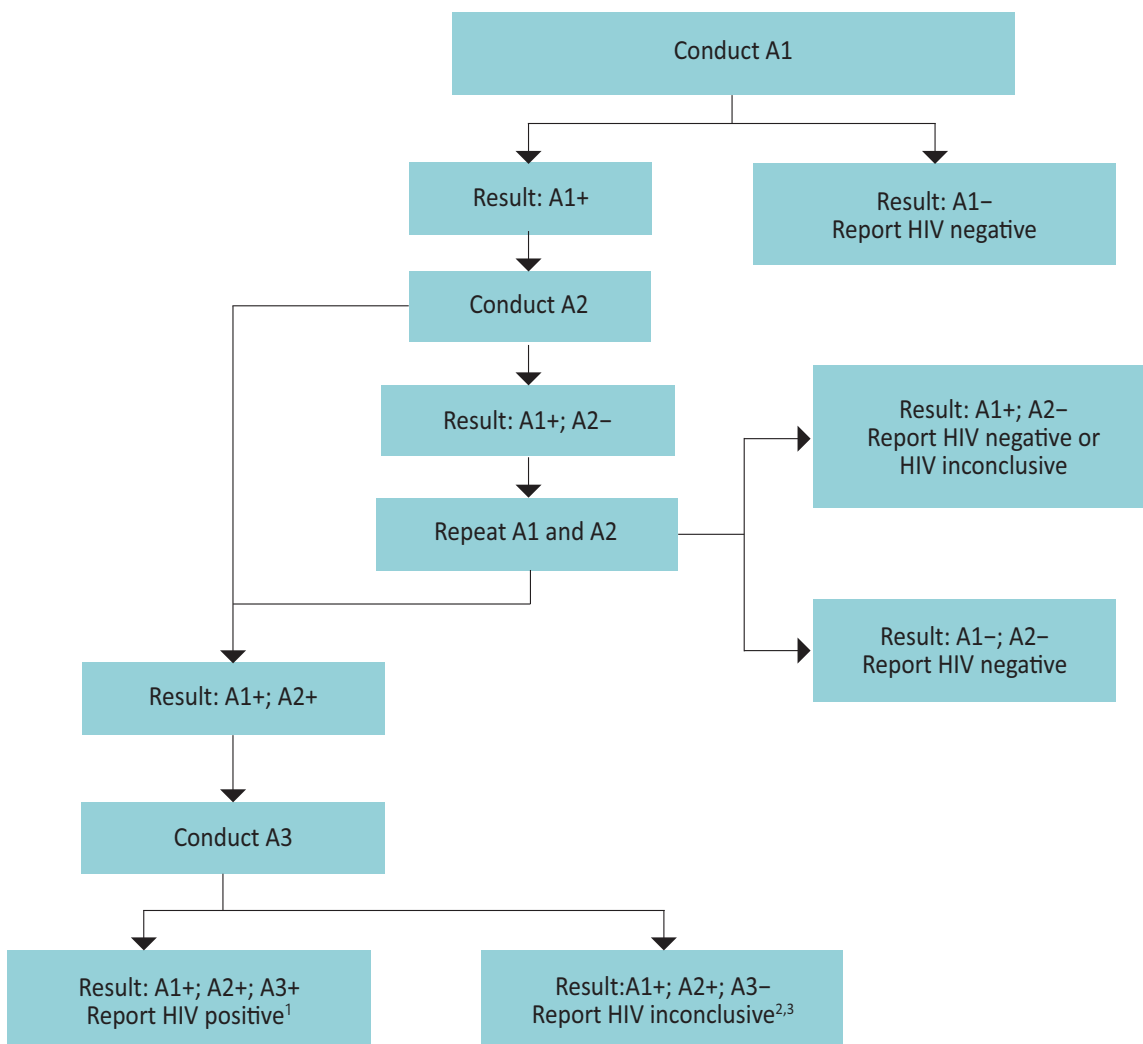 Conduct A1
Result: A1+
Result: A1−
Report HIV negative
Conduct A2
Result: A1+; A2−
Result: A1+; A2−
Report HIV negative or
HIV inconclusive
Repeat A1 and A2
Result: A1−; A2−
Report HIV negative
Result: A1+; A2+
Conduct A3
Result: A1+; A2+; A3+
Report HIV positive1
Result:A1+; A2+; A3−
Report HIV inconclusive2,3